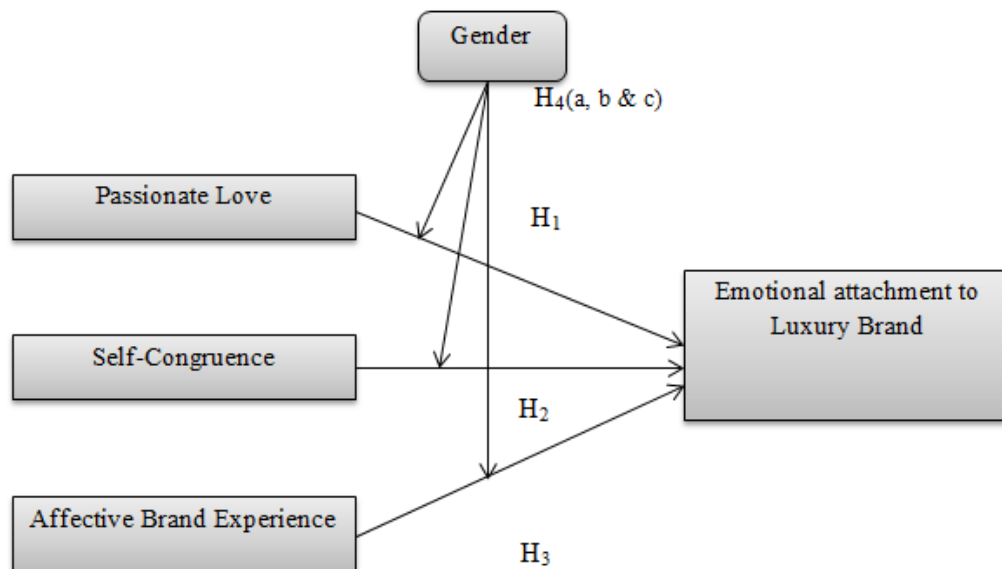 Gender
H4(a, b & c)
Passionate Love
H1
Emotional attachment to
Luxury Brand
Self-Congruence
H2
Affective Brand Experience
H3